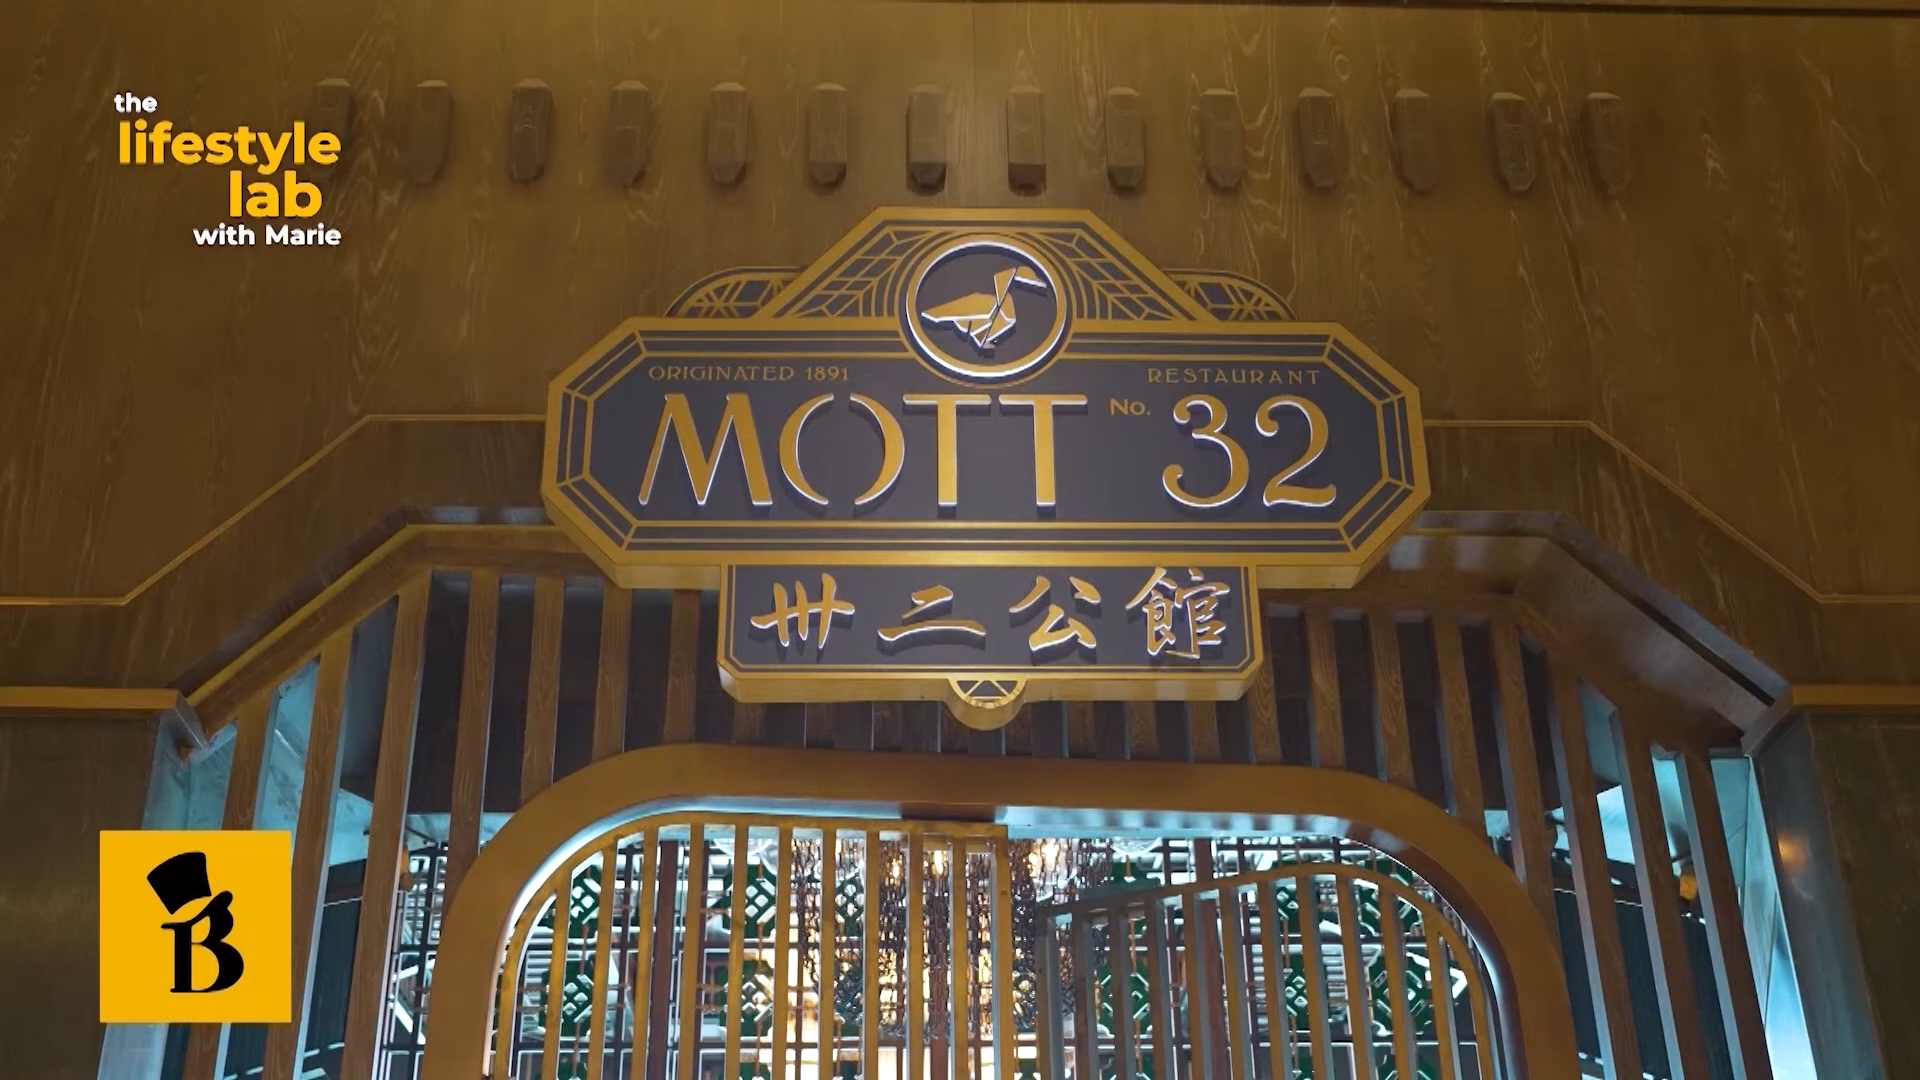 the
lifestyle
lab
with Marie
ORIGINATED 1891
RESTAURANT
MOTT No. 32
卅二公館
B